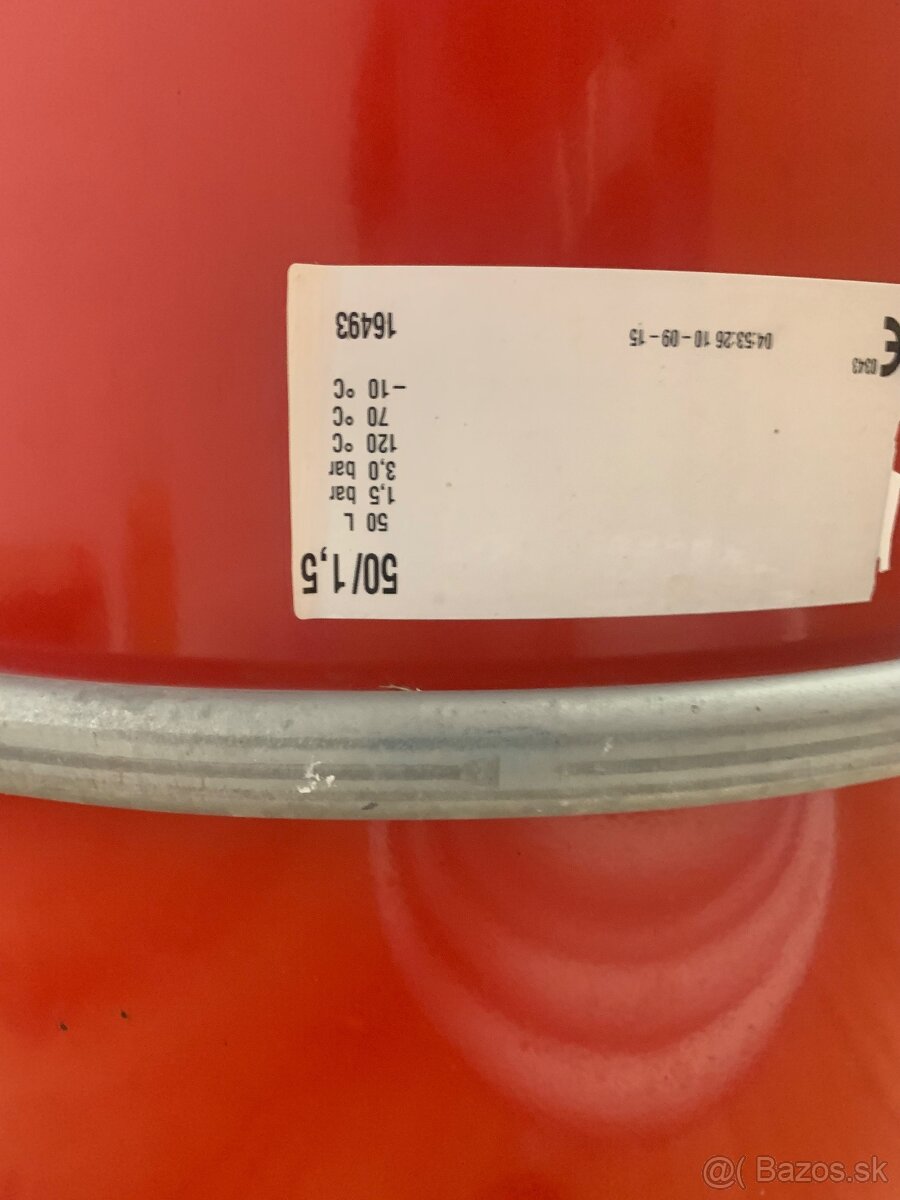 50/1,5
50 L
1,5 bar
3,0 bar
120 °C
70 °C
-10 °C
0343
04:53:26 10-09-15
16493
@( Bazos.sk